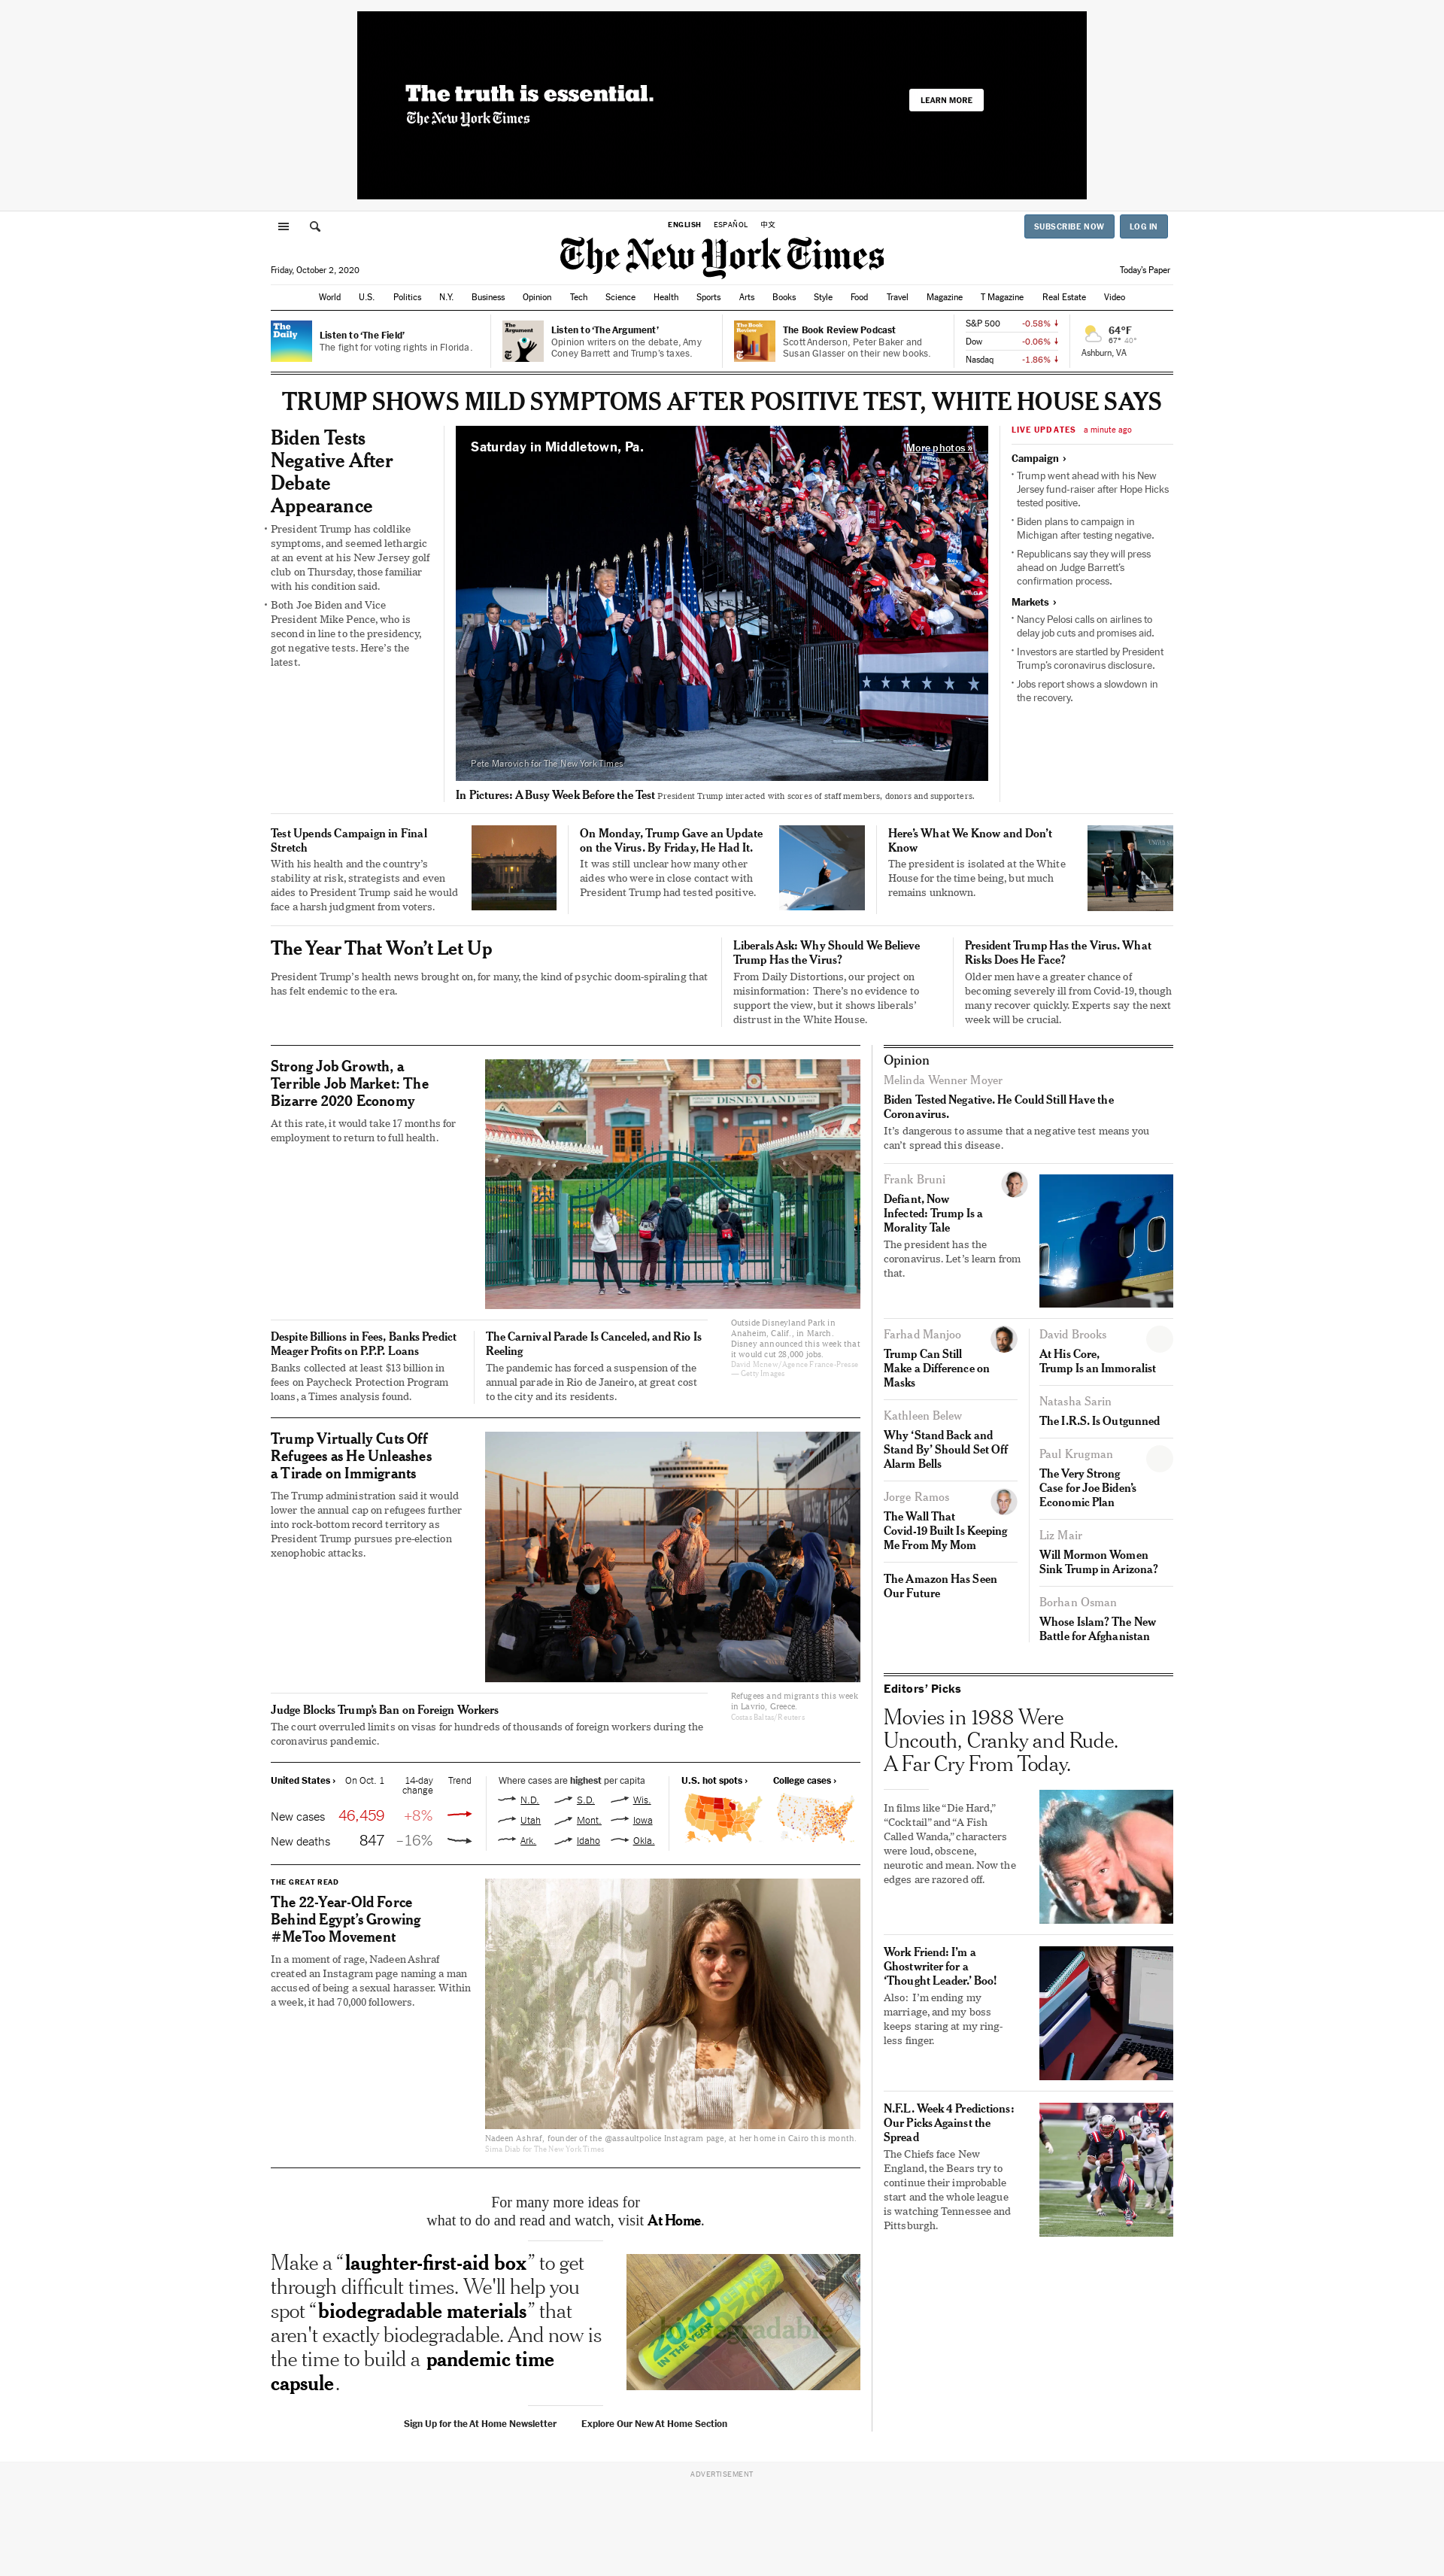 The truth is essential.
The New York Times
LEARN MORE
ENGLISH ESPAÑOL 中文
SUBSCRIBE NOW LOG IN
The New York Times
Friday, October 2, 2020
Today's Paper
World U.S. Politics N.Y. Business Opinion Tech Science Health Sports Arts Books Style Food Travel Magazine T Magazine Real Estate Video
The Daily
Listen to ‘The Field’
The fight for voting rights in Florida.
The Argument
Listen to ‘The Argument’
Opinion writers on the debate, Amy
Coney Barrett and Trump’s taxes.
The Book Review
The Book Review Podcast
Scott Anderson, Peter Baker and
Susan Glasser on their new books.
S&P 500 -0.58%
Dow -0.06%
Nasdaq -1.86%
64°F
67° 40°
Ashburn, VA
TRUMP SHOWS MILD SYMPTOMS AFTER POSITIVE TEST, WHITE HOUSE SAYS
Biden Tests
Negative After
Debate
Appearance
• President Trump has coldlike
symptoms, and seemed lethargic
at an event at his New Jersey golf
club on Thursday, those familiar
with his condition said.
• Both Joe Biden and Vice
President Mike Pence, who is
second in line to the presidency,
got negative tests. Here’s the
latest.
Saturday in Middletown, Pa.
More photos »
Pete Marovich for The New York Times
In Pictures: A Busy Week Before the Test President Trump interacted with scores of staff members, donors and supporters.
LIVE UPDATES a minute ago
Campaign ›
• Trump went ahead with his New
Jersey fund-raiser after Hope Hicks
tested positive.
• Biden plans to campaign in
Michigan after testing negative.
• Republicans say they will press
ahead on Judge Barrett’s
confirmation process.
Markets ›
• Nancy Pelosi calls on airlines to
delay job cuts and promises aid.
• Investors are startled by President
Trump’s coronavirus disclosure.
• Jobs report shows a slowdown in
the recovery.
Test Upends Campaign in Final
Stretch
With his health and the country’s
stability at risk, strategists and even
aides to President Trump said he would
face a harsh judgment from voters.
On Monday, Trump Gave an Update
on the Virus. By Friday, He Had It.
It was still unclear how many other
aides who were in close contact with
President Trump had tested positive.
Here’s What We Know and Don’t
Know
The president is isolated at the White
House for the time being, but much
remains unknown.
The Year That Won’t Let Up
President Trump’s health news brought on, for many, the kind of psychic doom-spiraling that
has felt endemic to the era.
Liberals Ask: Why Should We Believe
Trump Has the Virus?
From Daily Distortions, our project on
misinformation: There’s no evidence to
support the view, but it shows liberals’
distrust in the White House.
President Trump Has the Virus. What
Risks Does He Face?
Older men have a greater chance of
becoming severely ill from Covid-19, though
many recover quickly. Experts say the next
week will be crucial.
Strong Job Growth, a
Terrible Job Market: The
Bizarre 2020 Economy
At this rate, it would take 17 months for
employment to return to full health.
DISNEYLAND
Outside Disneyland Park in
Anaheim, Calif., in March.
Disney announced this week that
it would cut 28,000 jobs.
David Mcnew/Agence France-Presse
— Getty Images
Despite Billions in Fees, Banks Predict
Meager Profits on P.P.P. Loans
Banks collected at least $13 billion in
fees on Paycheck Protection Program
loans, a Times analysis found.
The Carnival Parade Is Canceled, and Rio Is
Reeling
The pandemic has forced a suspension of the
annual parade in Rio de Janeiro, at great cost
to the city and its residents.
Trump Virtually Cuts Off
Refugees as He Unleashes
a Tirade on Immigrants
The Trump administration said it would
lower the annual cap on refugees further
into rock-bottom record territory as
President Trump pursues pre-election
xenophobic attacks.
Refugees and migrants this week
in Lavrio, Greece.
Costas Baltas/Reuters
Judge Blocks Trump’s Ban on Foreign Workers
The court overruled limits on visas for hundreds of thousands of foreign workers during the
coronavirus pandemic.
United States › On Oct. 1 14-day
change Trend
New cases 46,459 +8%
New deaths 847 –16%
Where cases are highest per capita
N.D. S.D. Wis.
Utah Mont. Iowa
Ark. Idaho Okla.
U.S. hot spots › College cases ›
THE GREAT READ
The 22-Year-Old Force
Behind Egypt’s Growing
#MeToo Movement
In a moment of rage, Nadeen Ashraf
created an Instagram page naming a man
accused of being a sexual harasser. Within
a week, it had 70,000 followers.
Nadeen Ashraf, founder of the @assaultpolice Instagram page, at her home in Cairo this month.
Sima Diab for The New York Times
For many more ideas for
what to do and read and watch, visit At Home.
Make a “laughter-first-aid box” to get
through difficult times. We'll help you
spot “biodegradable materials” that
aren't exactly biodegradable. And now is
the time to build a pandemic time
capsule.
biodegradable
2020
IN THE YEAR
Sign Up for the At Home Newsletter Explore Our New At Home Section
Opinion
Melinda Wenner Moyer
Biden Tested Negative. He Could Still Have the
Coronavirus.
It’s dangerous to assume that a negative test means you
can’t spread this disease.
Frank Bruni
Defiant, Now
Infected: Trump Is a
Morality Tale
The president has the
coronavirus. Let’s learn from
that.
Farhad Manjoo
Trump Can Still
Make a Difference on
Masks
Kathleen Belew
Why ‘Stand Back and
Stand By’ Should Set Off
Alarm Bells
Jorge Ramos
The Wall That
Covid-19 Built Is Keeping
Me From My Mom
The Amazon Has Seen
Our Future
David Brooks
At His Core,
Trump Is an Immoralist
Natasha Sarin
The I.R.S. Is Outgunned
Paul Krugman
The Very Strong
Case for Joe Biden’s
Economic Plan
Liz Mair
Will Mormon Women
Sink Trump in Arizona?
Borhan Osman
Whose Islam? The New
Battle for Afghanistan
Editors’ Picks
Movies in 1988 Were
Uncouth, Cranky and Rude.
A Far Cry From Today.
In films like “Die Hard,”
“Cocktail” and “A Fish
Called Wanda,” characters
were loud, obscene,
neurotic and mean. Now the
edges are razored off.
Work Friend: I’m a
Ghostwriter for a
‘Thought Leader.’ Boo!
Also: I’m ending my
marriage, and my boss
keeps staring at my ring-
less finger.
N.F.L. Week 4 Predictions:
Our Picks Against the
Spread
The Chiefs face New
England, the Bears try to
continue their improbable
start and the whole league
is watching Tennessee and
Pittsburgh.
ADVERTISEMENT